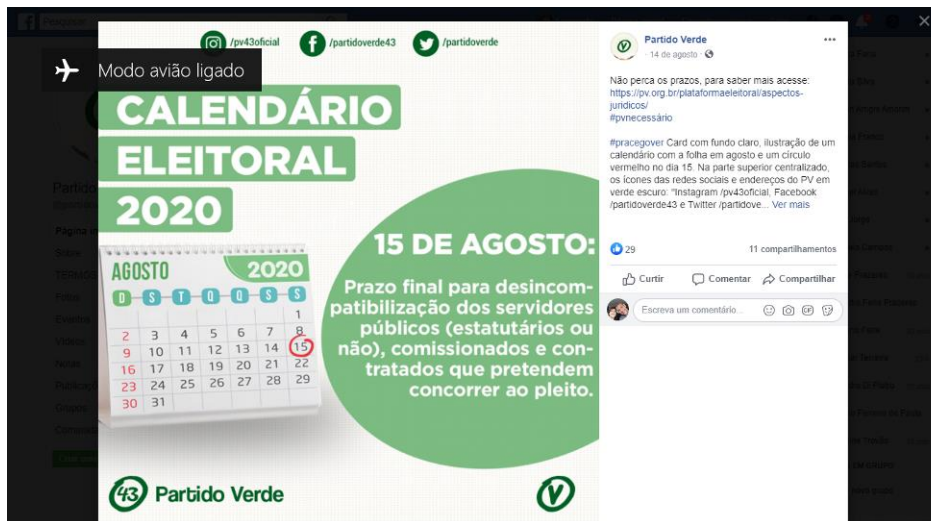 Modo avião ligado
/pv43oficial
/partidoverde43
/partidoverde
CALENDÁRIO
ELEITORAL
2020
AGOSTO 2020
D S T Q Q S S
1
2 3 4 5 6 7 8
9 10 11 12 13 14 15
16 17 18 19 20 21 22
23 24 25 26 27 28 29
30 31
15 DE AGOSTO:
Prazo final para desincom-
patibilização dos servidores
públicos (estatutários ou
não), comissionados e con-
tratados que pretendem
concorrer ao pleito.
43 Partido Verde
V
Partido Verde
14 de agosto
Não perca os prazos, para saber mais acesse:
https://pv.org.br/plataformaeleitoral/aspectos-
juridicos/
#pvnecessário
#pracegover Card com fundo claro, ilustração de um
calendário com a folha em agosto e um círculo
vermelho no dia 15. Na parte superior centralizado,
os ícones das redes sociais e endereços do PV em
verde escuro: "Instagram /pv43oficial, Facebook
/partidoverde43 e Twitter /partidove... Ver mais
29
11 compartilhamentos
Curtir Comentar Compartilhar
Escreva um comentário...
GIF